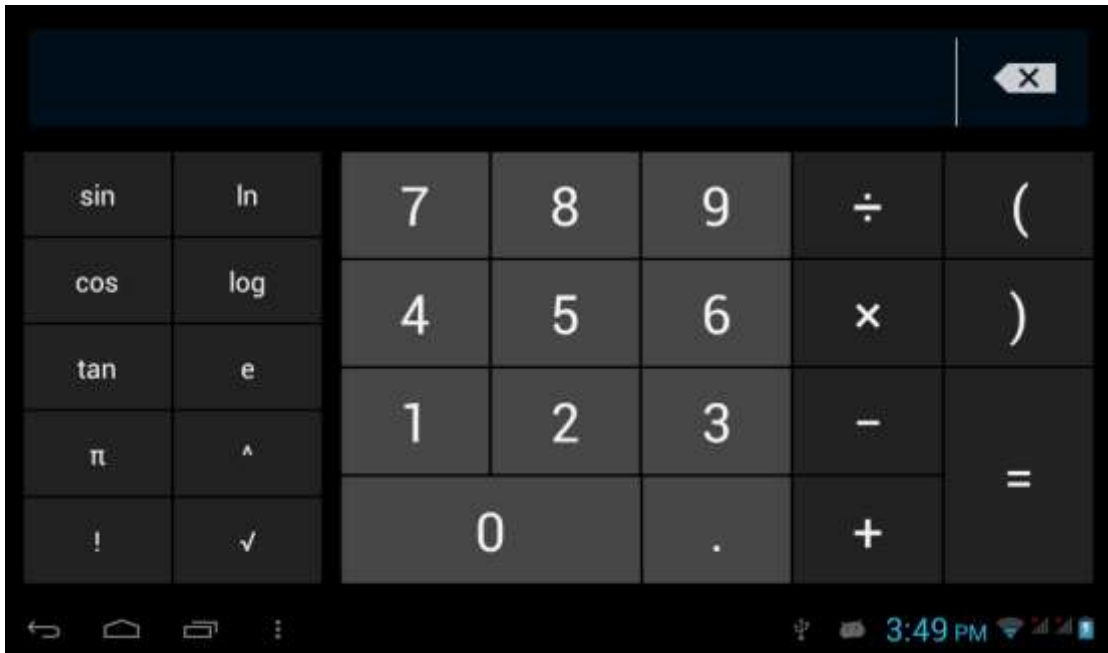 sin ln 7 8 9 ÷ (
cos log 4 5 6 × )
tan e 1 2 3 −
π ^ =
! √ 0 . +
3:49 PM